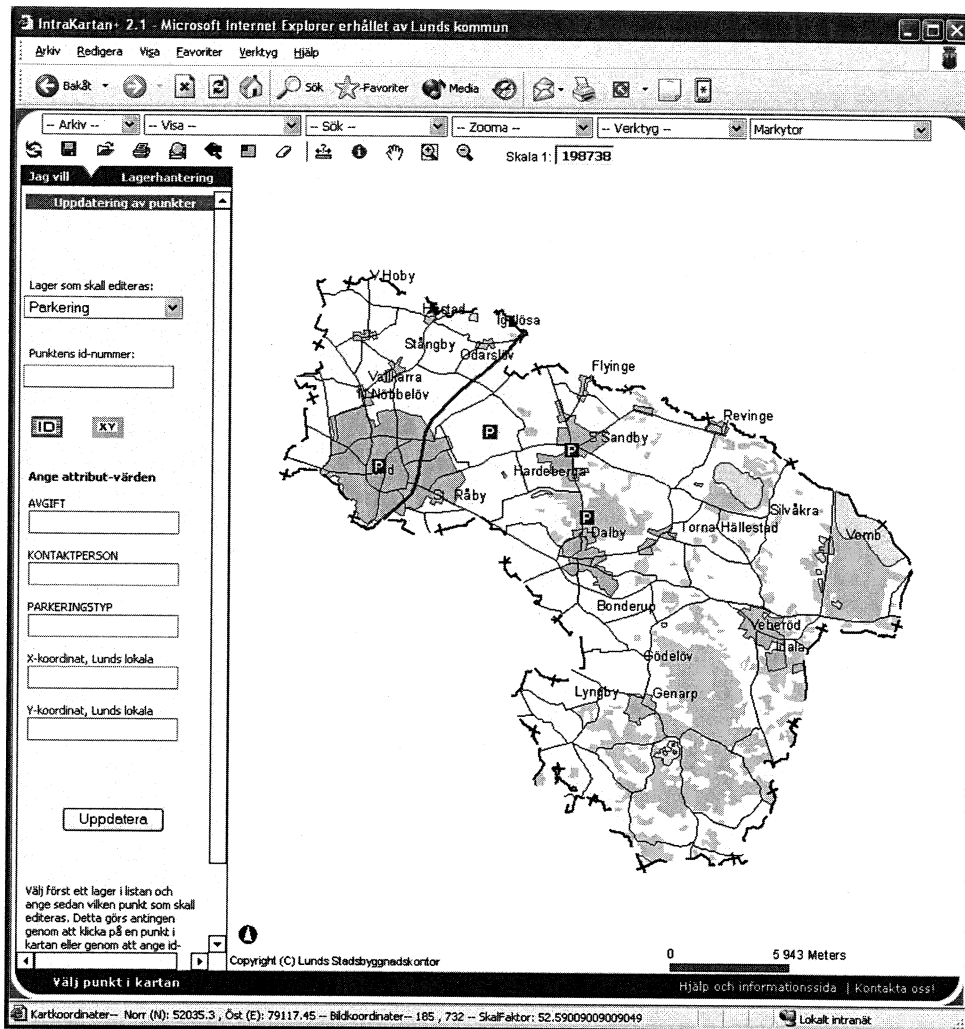 IntraKartan+ 2.1 - Microsoft Internet Explorer erhållet av Lunds kommun
Arkiv Redigera Visa Favoriter Verktyg Hjälp
Bakåt Sök Favoriter Media
-- Arkiv -- -- Visa -- -- Sök -- -- Zooma -- -- Verktyg -- Markytor
Skala 1: 198738
Jag vill Lagerhantering
Uppdatering av punkter
Lager som skall editeras:
Parkering
Punktens id-nummer:
ID XY
Ange attribut-värden
AVGIFT
KONTAKTPERSON
PARKERINGSTYP
X-koordinat, Lunds lokala
Y-koordinat, Lunds lokala
Uppdatera
Välj först ett lager i listan och
ange sedan vilken punkt som skall
editeras. Detta görs antingen
genom att klicka på en punkt i
kartan eller genom att ange id-
V.Hoby
Stångby
Odarslöv
Vallkärra
Nöbbelöv
Flyinge
Revinge
P
S Sandby
P
P
Hardeberga
S Råby
Silvåkra
P
Torna Hällestad
Dalby
Vomb
Bonderup
Veberöd
Idala
Gödelöv
Lyngby
Genarp
0 5 943 Meters
Copyright (C) Lunds Stadsbyggnadskontor
Välj punkt i kartan Hjälp och informationssida | Kontakta oss!
Kartkoordinater-- Norr (N): 52035.3 , Öst (E): 79117.45 -- Bildkoordinater-- 185 , 732 -- SkalFaktor: 52.59009009009049 Lokalt intranät